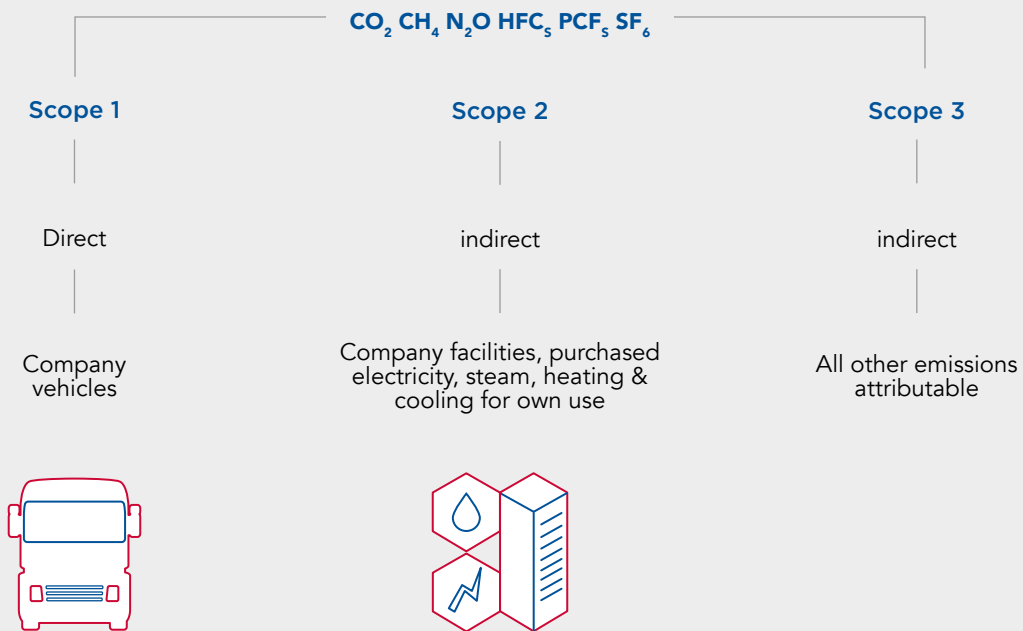 CO₂ CH₄ N₂O HFCₛ PCFₛ SF₆
Scope 1
Scope 2
Scope 3
Direct
indirect
indirect
Company
vehicles
Company facilities, purchased
electricity, steam, heating &
cooling for own use
All other emissions
attributable